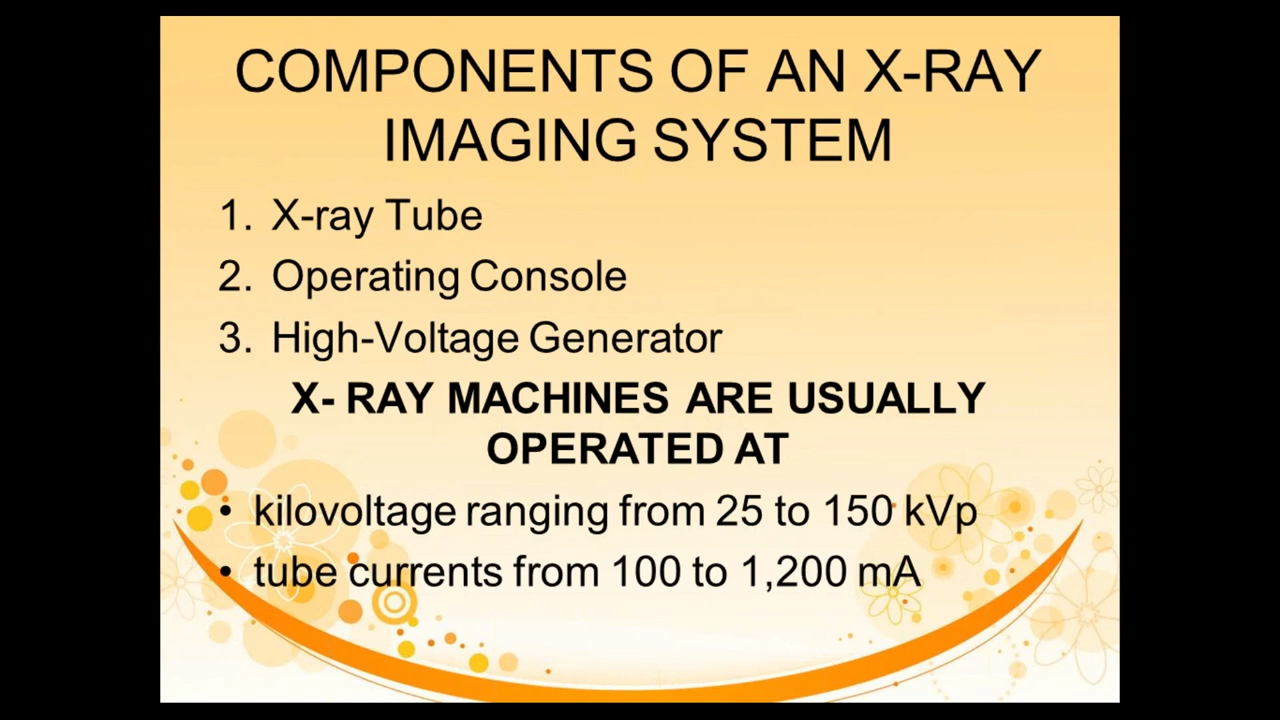 COMPONENTS OF AN X-RAY
IMAGING SYSTEM
1. X-ray Tube
2. Operating Console
3. High-Voltage Generator
X- RAY MACHINES ARE USUALLY
OPERATED AT
• kilovoltage ranging from 25 to 150 kVp
• tube currents from 100 to 1,200 mA